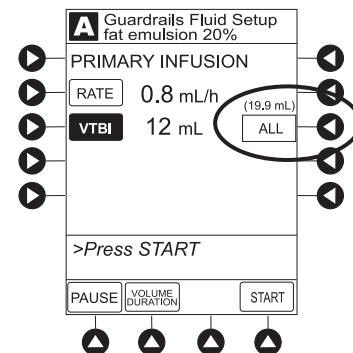 A Guardrails Fluid Setup
fat emulsion 20%
PRIMARY INFUSION
RATE 0.8 mL/h
(19.9 mL)
VTBI 12 mL ALL
>Press START
PAUSE VOLUME DURATION START